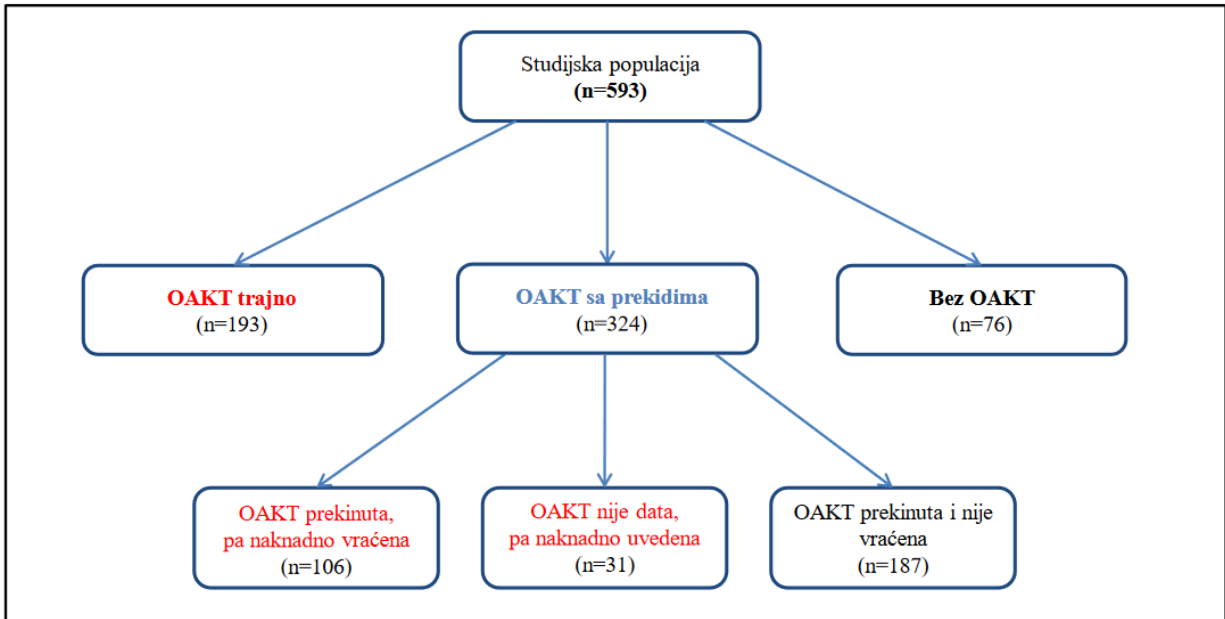 Studijska populacija
(n=593)
OAKT trajno
(n=193)
OAKT sa prekidima
(n=324)
Bez OAKT
(n=76)
OAKT prekinuta,
pa naknadno vraćena
(n=106)
OAKT nije data,
pa naknadno uvedena
(n=31)
OAKT prekinuta i nije
vraćena
(n=187)